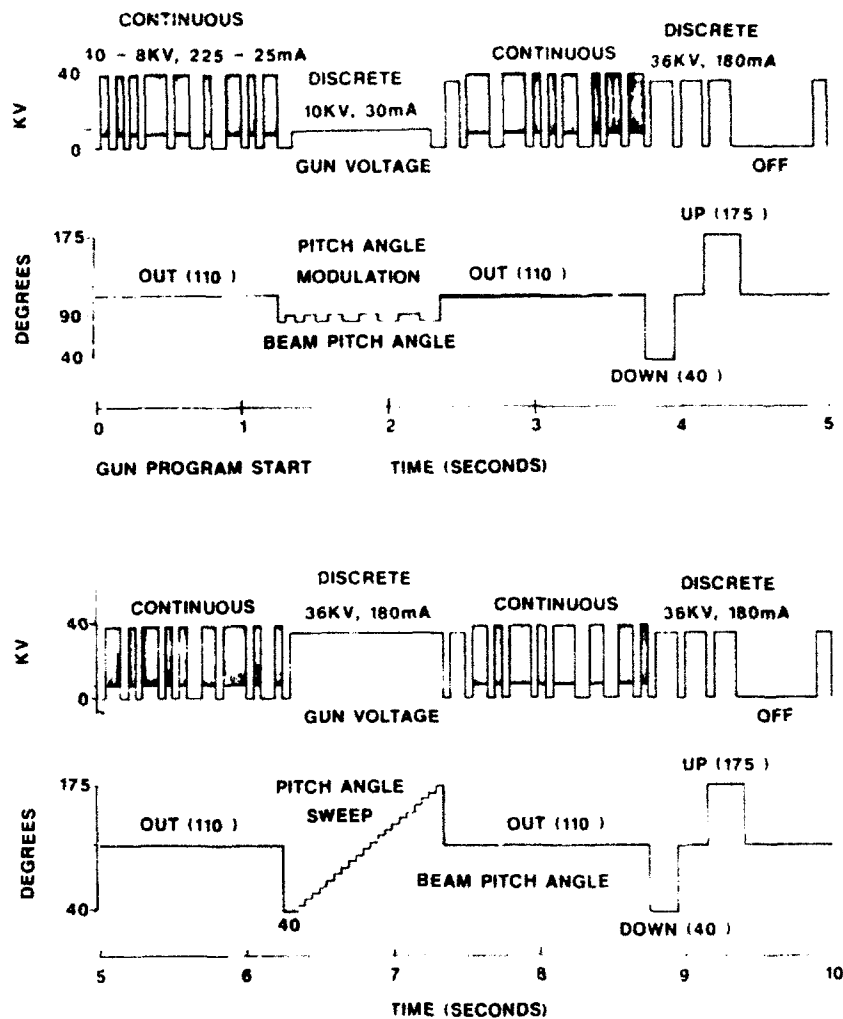 CONTINUOUS
40 - 8KV, 225 - 25mA
DISCRETE
10KV, 30mA
CONTINUOUS
DISCRETE
36KV, 180mA
KV
40
0
GUN VOLTAGE
OFF
DEGREES
175
90
40
OUT (110 )
PITCH ANGLE
MODULATION
BEAM PITCH ANGLE
OUT (110 )
UP (175 )
DOWN (40 )
0 1 2 3 4 5
GUN PROGRAM START
TIME (SECONDS)
KV
40
0
CONTINUOUS
DISCRETE
36KV, 180mA
CONTINUOUS
DISCRETE
36KV, 180mA
GUN VOLTAGE
OFF
DEGREES
175
40
OUT (110 )
PITCH ANGLE
SWEEP
40
OUT (110 )
BEAM PITCH ANGLE
UP (175 )
DOWN (40 )
5 6 7 8 9 10
TIME (SECONDS)